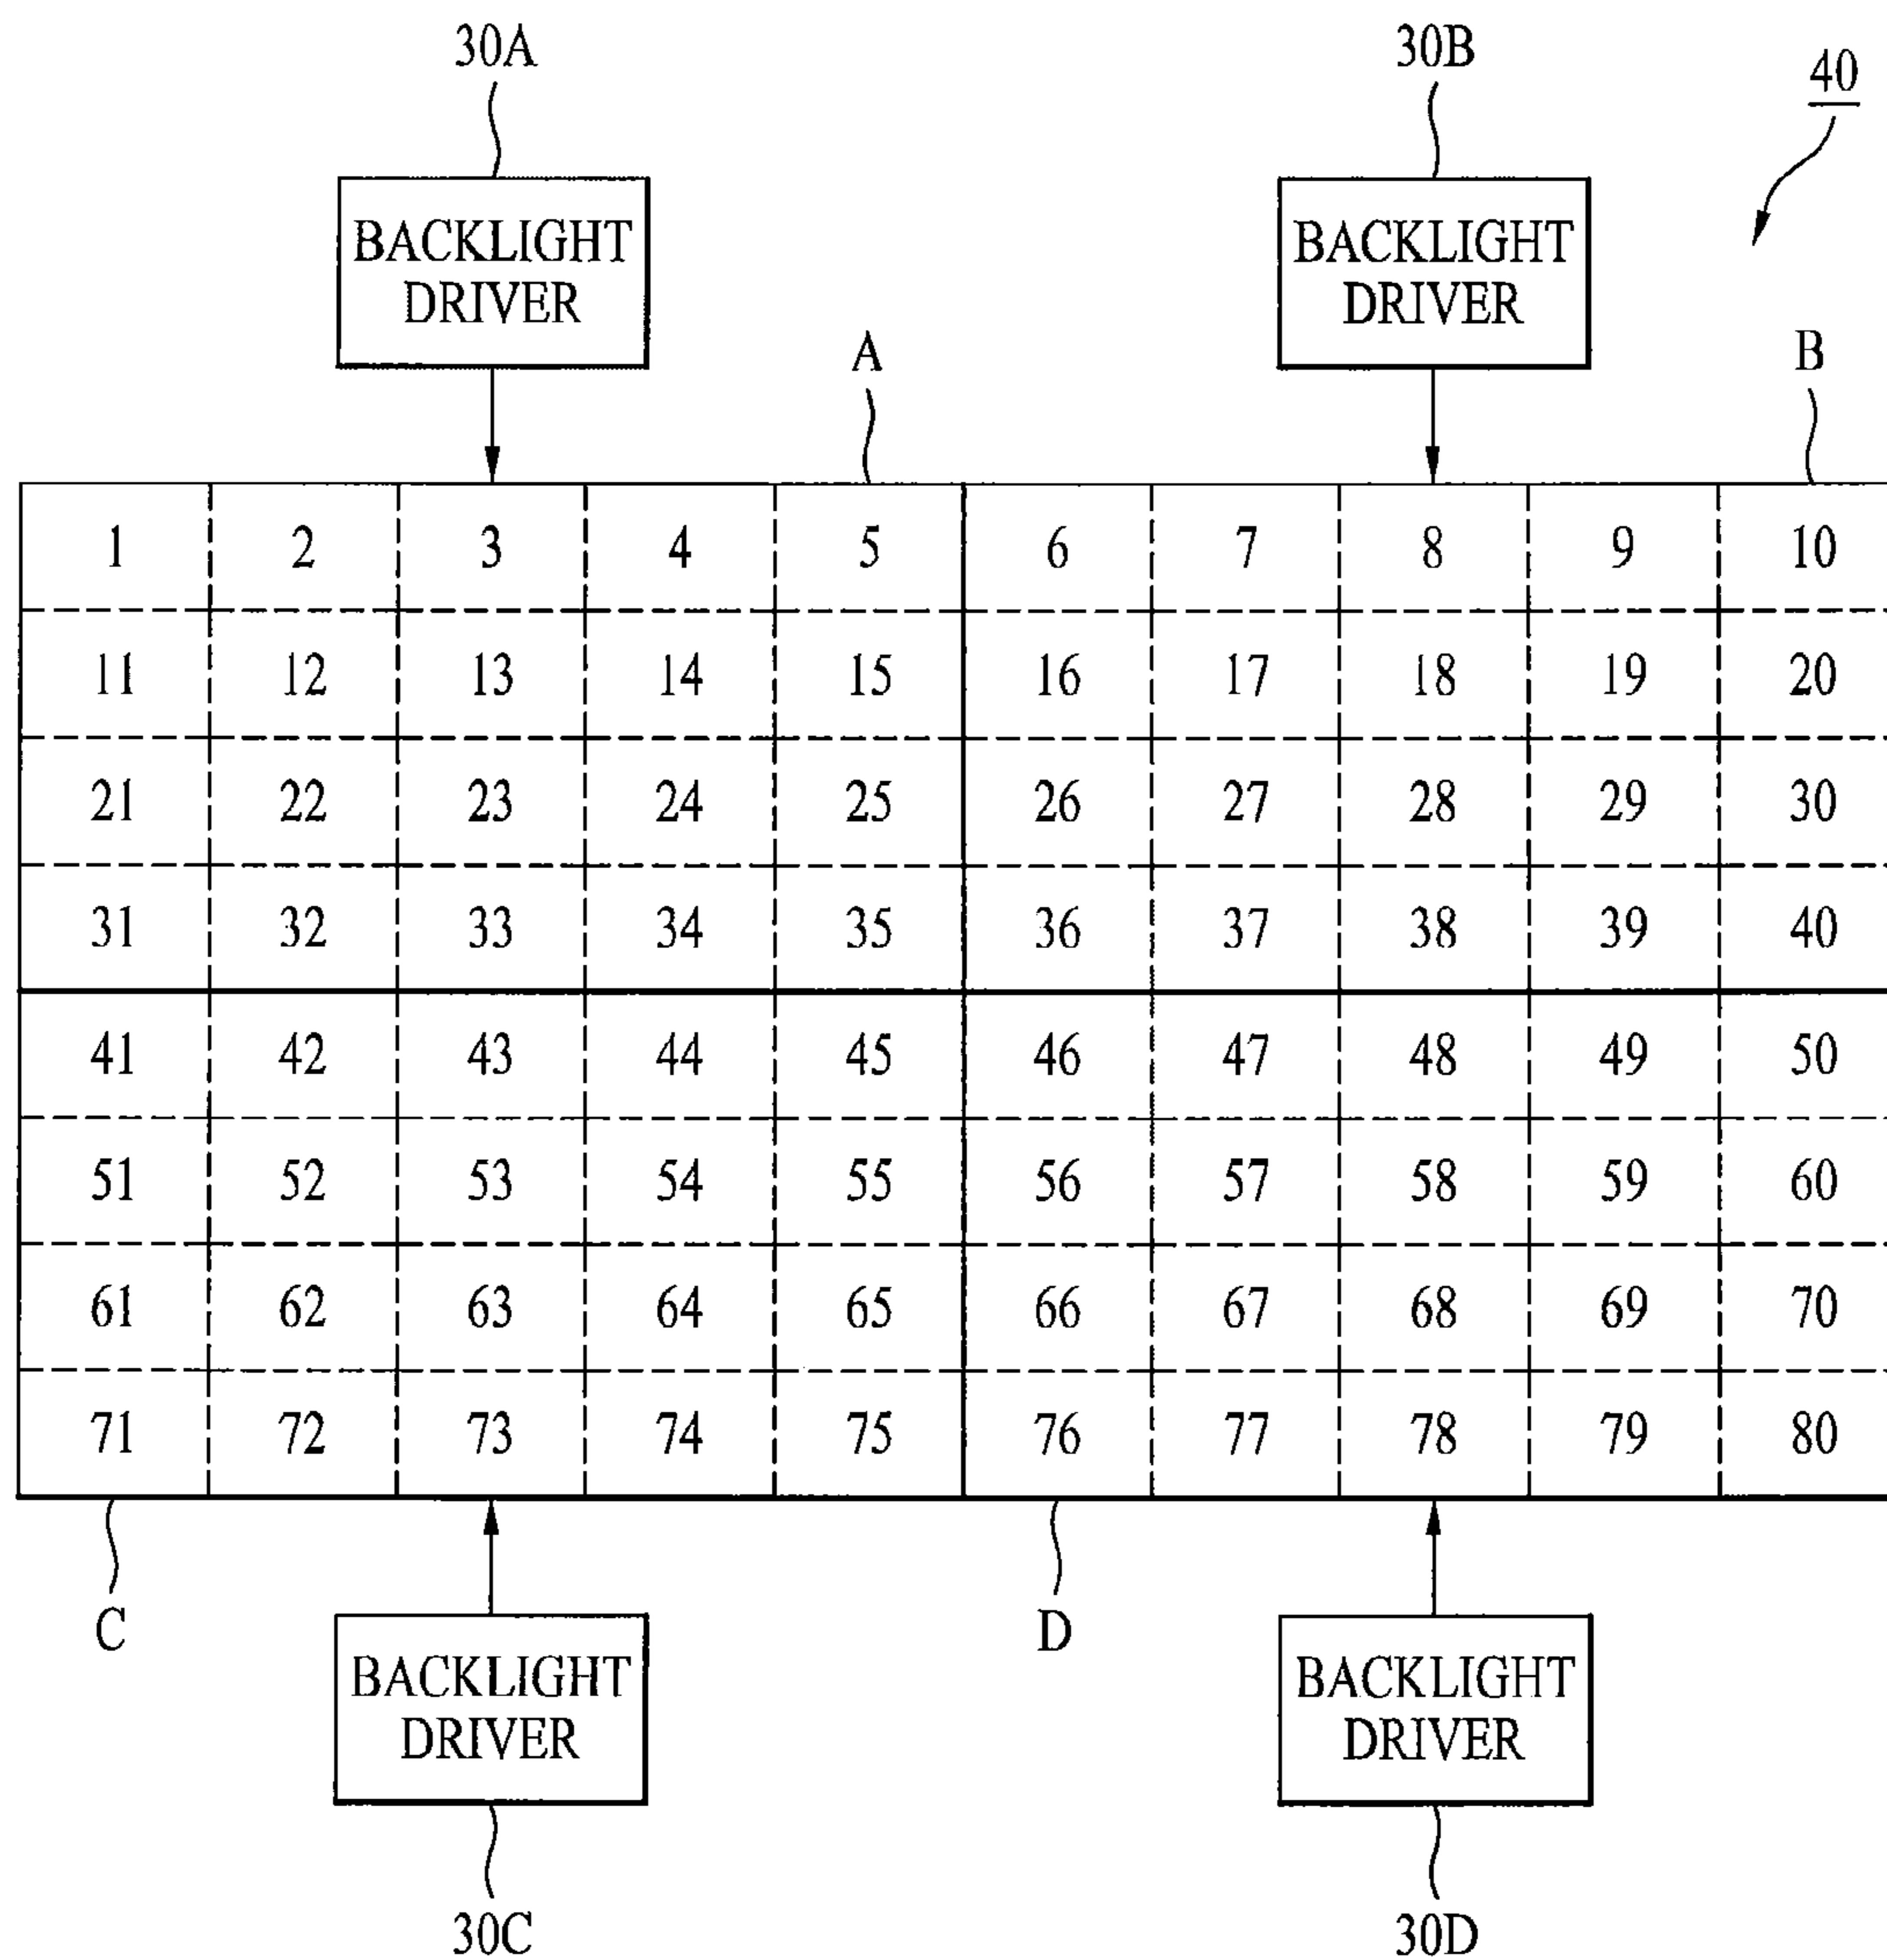 30A 30B 40
BACKLIGHT DRIVER BACKLIGHT DRIVER
A B
1 2 3 4 5 6 7 8 9 10
11 12 13 14 15 16 17 18 19 20
21 22 23 24 25 26 27 28 29 30
31 32 33 34 35 36 37 38 39 40
41 42 43 44 45 46 47 48 49 50
51 52 53 54 55 56 57 58 59 60
61 62 63 64 65 66 67 68 69 70
71 72 73 74 75 76 77 78 79 80
C D
BACKLIGHT DRIVER BACKLIGHT DRIVER
30C 30D